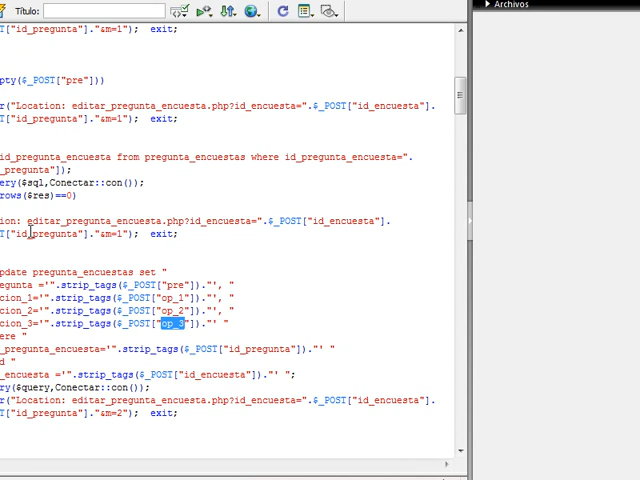 Título:
Archivos
T["id_pregunta"]."&m=1");  exit;
pty($_POST["pre"]))
r("Location: editar_pregunta_encuesta.php?id_encuesta=".$_POST["id_encuesta"].
T["id_pregunta"]."&m=1");  exit;
id_pregunta_encuesta from pregunta_encuestas where id_pregunta_encuesta=".
pregunta"]);
ery($sql,Conectar::con());
rows($res)==0)
ion: editar_pregunta_encuesta.php?id_encuesta=".$_POST["id_encuesta"].
T["id_pregunta"]."&m=1");  exit;
pdate pregunta_encuestas set "
egunta ='".strip_tags($_POST["pre"])."', "
cion_1='".strip_tags($_POST["op_1"])."', "
cion_2='".strip_tags($_POST["op_2"])."', "
cion_3='".strip_tags($_POST["op_3"])."' "
ere "
_pregunta_encuesta='".strip_tags($_POST["id_pregunta"])."' "
d "
_encuesta ='".strip_tags($_POST["id_encuesta"])."' ";
ery($query,Conectar::con());
r("Location: editar_pregunta_encuesta.php?id_encuesta=".$_POST["id_encuesta"].
T["id_pregunta"]."&m=2");  exit;